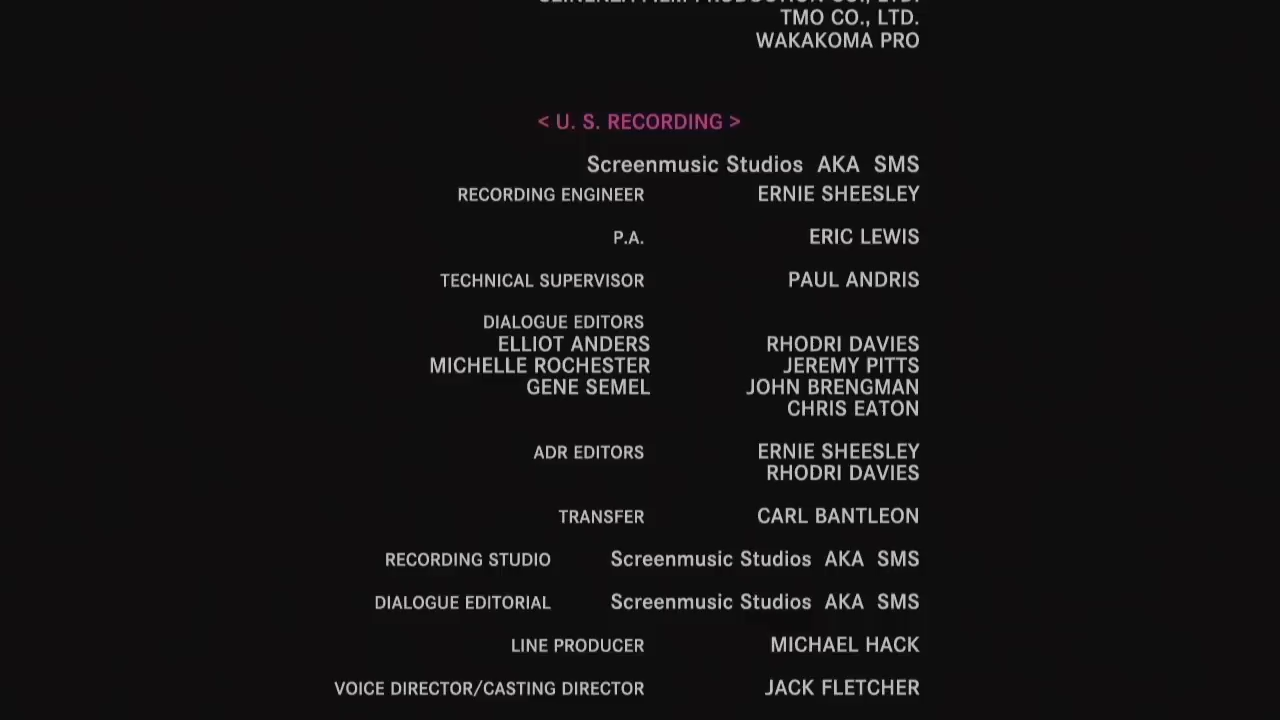 TMO CO., LTD.
WAKAKOMA PRO
< U. S. RECORDING >
Screenmusic Studios AKA SMS
RECORDING ENGINEER ERNIE SHEESLEY
P.A. ERIC LEWIS
TECHNICAL SUPERVISOR PAUL ANDRIS
DIALOGUE EDITORS
ELLIOT ANDERS RHODRI DAVIES
MICHELLE ROCHESTER JEREMY PITTS
GENE SEMEL JOHN BRENGMAN
CHRIS EATON
ADR EDITORS ERNIE SHEESLEY
RHODRI DAVIES
TRANSFER CARL BANTLEON
RECORDING STUDIO Screenmusic Studios AKA SMS
DIALOGUE EDITORIAL Screenmusic Studios AKA SMS
LINE PRODUCER MICHAEL HACK
VOICE DIRECTOR/CASTING DIRECTOR JACK FLETCHER